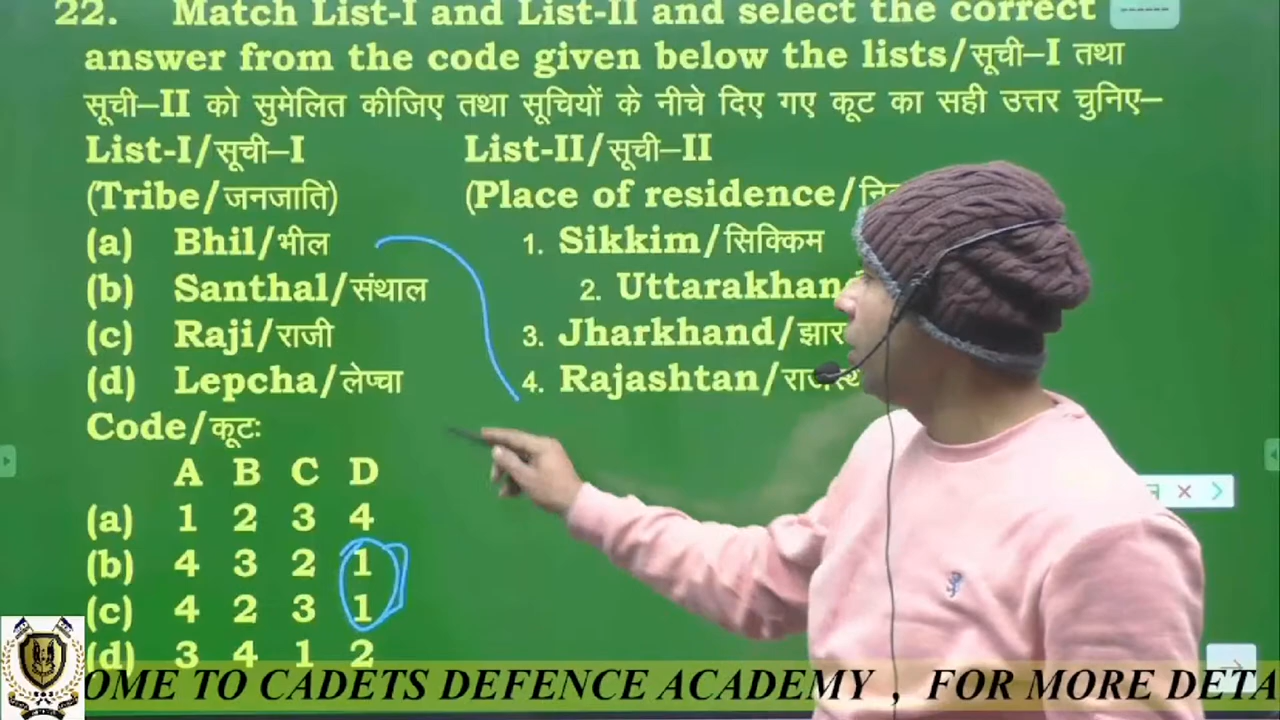 22. Match List-I and List-II and select the correct
answer from the code given below the lists/सूची–I तथा
सूची–II को सुमेलित कीजिए तथा सूचियों के नीचे दिए गए कूट का सही उत्तर चुनिए–
List-I/सूची–I List-II/सूची–II
(Tribe/जनजाति) (Place of residence/
(a) Bhil/भील 1. Sikkim/सिक्किम
(b) Santhal/संथाल 2. Uttarakhan
(c) Raji/राजी 3. Jharkhand/झार
(d) Lepcha/लेप्चा 4. Rajashtan/
Code/कूटः
A B C D
(a) 1 2 3 4
(b) 4 3 2 1
(c) 4 2 3 1
(d) 3 4 1 2
OME TO CADETS DEFENCE ACADEMY , FOR MORE DETA